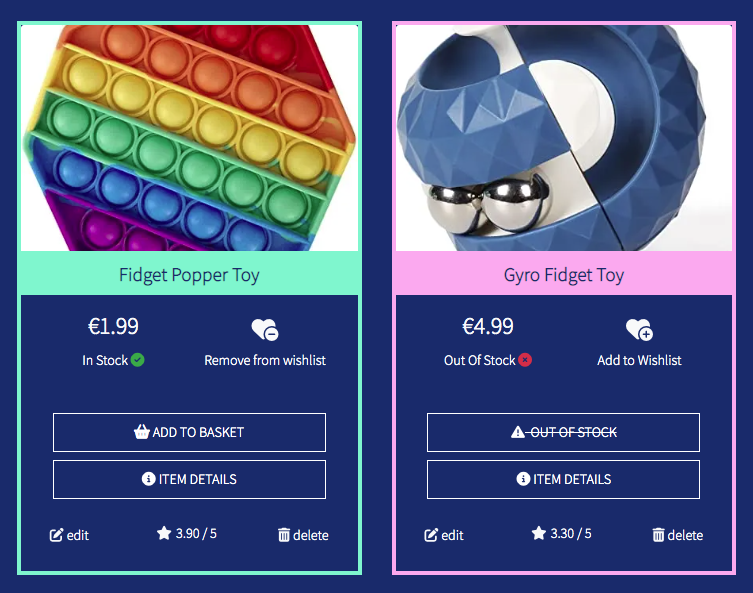 Fidget Popper Toy
€1.99
In Stock
Remove from wishlist
ADD TO BASKET
ITEM DETAILS
edit
3.90 / 5
delete
Gyro Fidget Toy
€4.99
Out Of Stock
Add to Wishlist
OUT OF STOCK
ITEM DETAILS
edit
3.30 / 5
delete